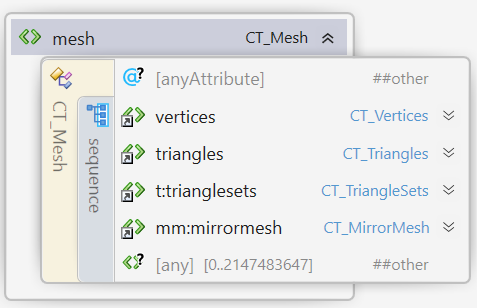 mesh CT_Mesh
CT_Mesh
sequence
[anyAttribute] ##other
vertices CT_Vertices
triangles CT_Triangles
t:trianglesets CT_TriangleSets
mm:mirrormesh CT_MirrorMesh
[any] [0..2147483647] ##other